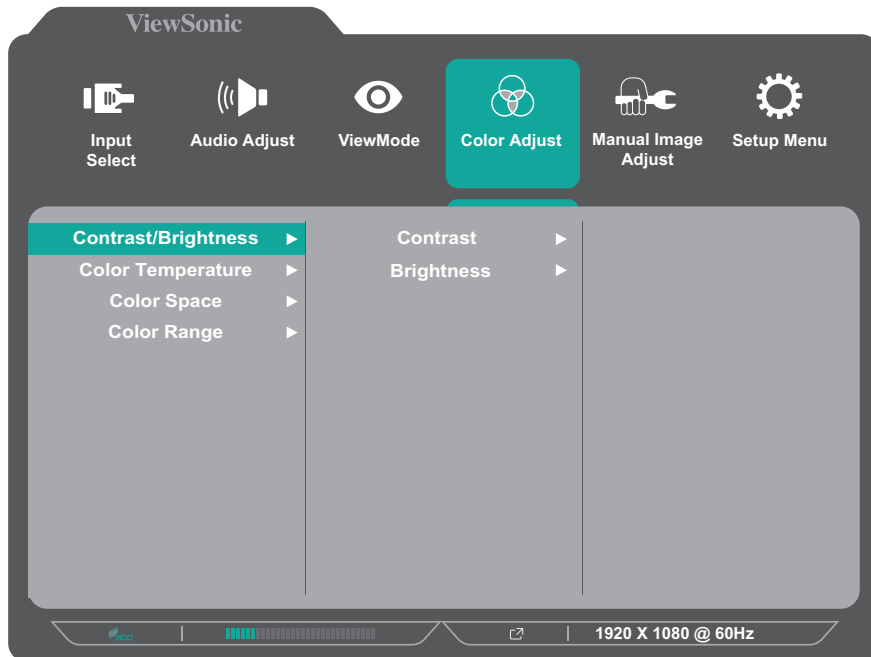 ViewSonic
Input
Select
Audio Adjust
ViewMode
Color Adjust
Manual Image
Adjust
Setup Menu
Contrast/Brightness
Color Temperature
Color Space
Color Range
Contrast
Brightness
eco
1920 X 1080 @ 60Hz